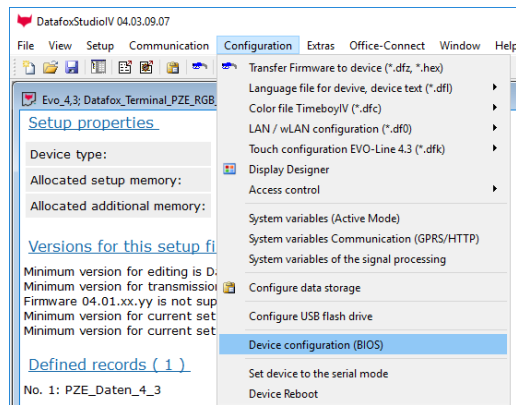 DatafoxStudioIV 04.03.09.07
File View Setup Communication Configuration Extras Office-Connect Window Help
Transfer Firmware to device (*.dfz, *.hex)
Language file for devive, device text (*.dfl)
Color file TimeboyIV (*.dfc)
LAN / wLAN configuration (*.df0)
Touch configuration EVO-Line 4.3 (*.dfk)
Display Designer
Access control
System variables (Active Mode)
System variables Communication (GPRS/HTTP)
System variables of the signal processing
Configure data storage
Configure USB flash drive
Device configuration (BIOS)
Set device to the serial mode
Device Reboot
Evo_4,3; Datafox_Terminal_PZE_RGB_
Setup properties
Device type:
Allocated setup memory:
Allocated additional memory:
Versions for this setup fi
Minimum version for editing is D
Minimum version for transmission
Firmware 04.01.xx.yy is not sup
Minimum version for current set
Minimum version for current set
Defined records ( 1 )
No. 1: PZE_Daten_4_3